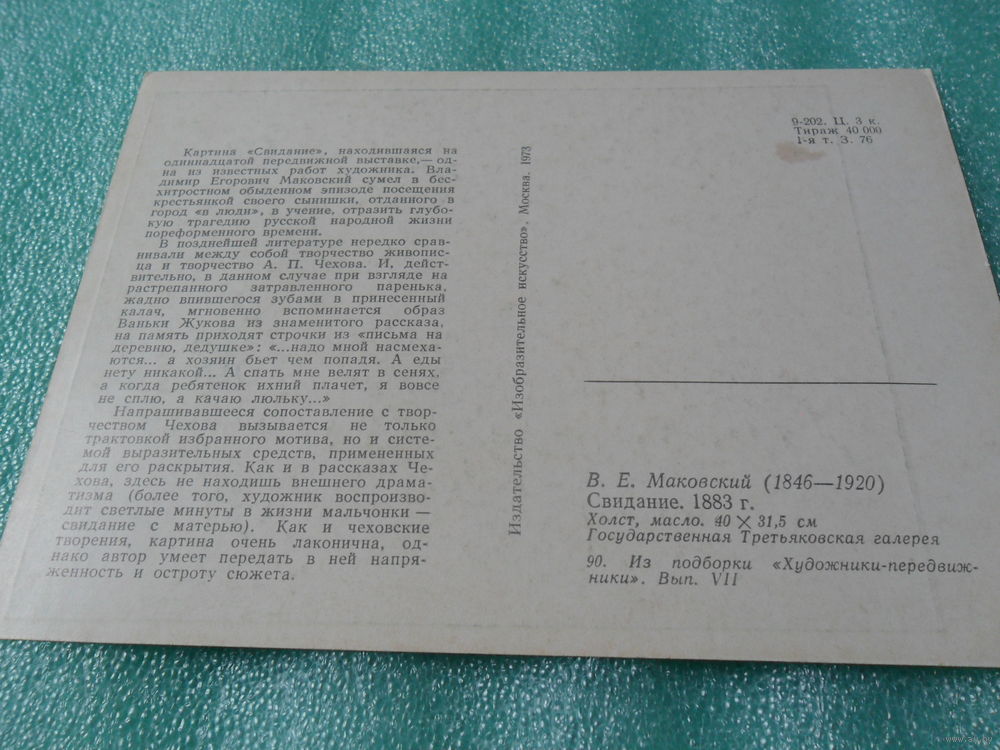 Картина «Свидание», находившаяся на
одиннадцатой передвижной выставке,— од-
на из известных работ художника. Вла-
димир Егорович Маковский сумел в бес-
хитростном обыденном эпизоде посещения
крестьянкой своего сынишки, отданного в
город «в люди», в учение, отразить глубо-
кую трагедию русской народной жизни
пореформенного времени.
В позднейшей литературе нередко срав-
нивали между собой творчество живопис-
ца и творчество А. П. Чехова. И, дейст-
вительно, в данном случае при взгляде на
растрепанного затравленного паренька,
жадно впившегося зубами в принесенный
калач, мгновенно вспоминается образ
Ваньки Жукова из знаменитого рассказа,
на память приходят строчки из «письма на
деревню, дедушке»: «...надо мной насмеха-
ются... а хозяин бьет чем попадя. А еды
нету никакой... А спать мне велят в сенях,
а когда ребятенок ихний плачет, я вовсе
не сплю, а качаю люльку...»
Напрашивавшееся сопоставление с твор-
чеством Чехова вызывается не только
трактовкой избранного мотива, но и систе-
мой выразительных средств, примененных
для его раскрытия. Как и в рассказах Че-
хова, здесь не находишь внешнего драма-
тизма (более того, художник воспроизво-
дит светлые минуты в жизни мальчонки —
свидание с матерью). Как и чеховские
творения, картина очень лаконична, од-
нако автор умеет передать в ней напря-
женность и остроту сюжета.
Издательство «Изобразительное искусство». Москва. 1973
9-202. Ц. 3 к.
Тираж 40 000
1-я т. З. 76
В. Е. Маковский (1846—1920)
Свидание. 1883 г.
Холст, масло. 40 × 31,5 см
Государственная Третьяковская галерея
90. Из подборки «Художники-передвиж-
ники». Вып. VII